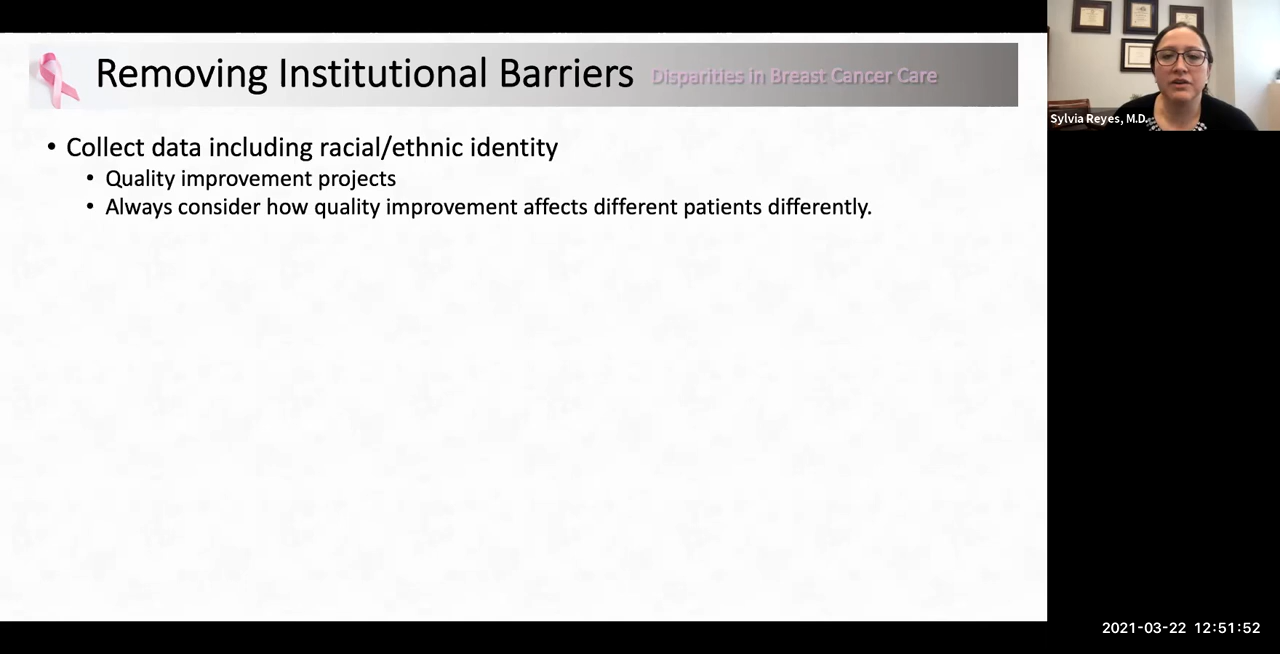 Removing Institutional Barriers Disparities in Breast Cancer Care
• Collect data including racial/ethnic identity
• Quality improvement projects
• Always consider how quality improvement affects different patients differently.
Sylvia Reyes, M.D.
2021-03-22 12:51:52